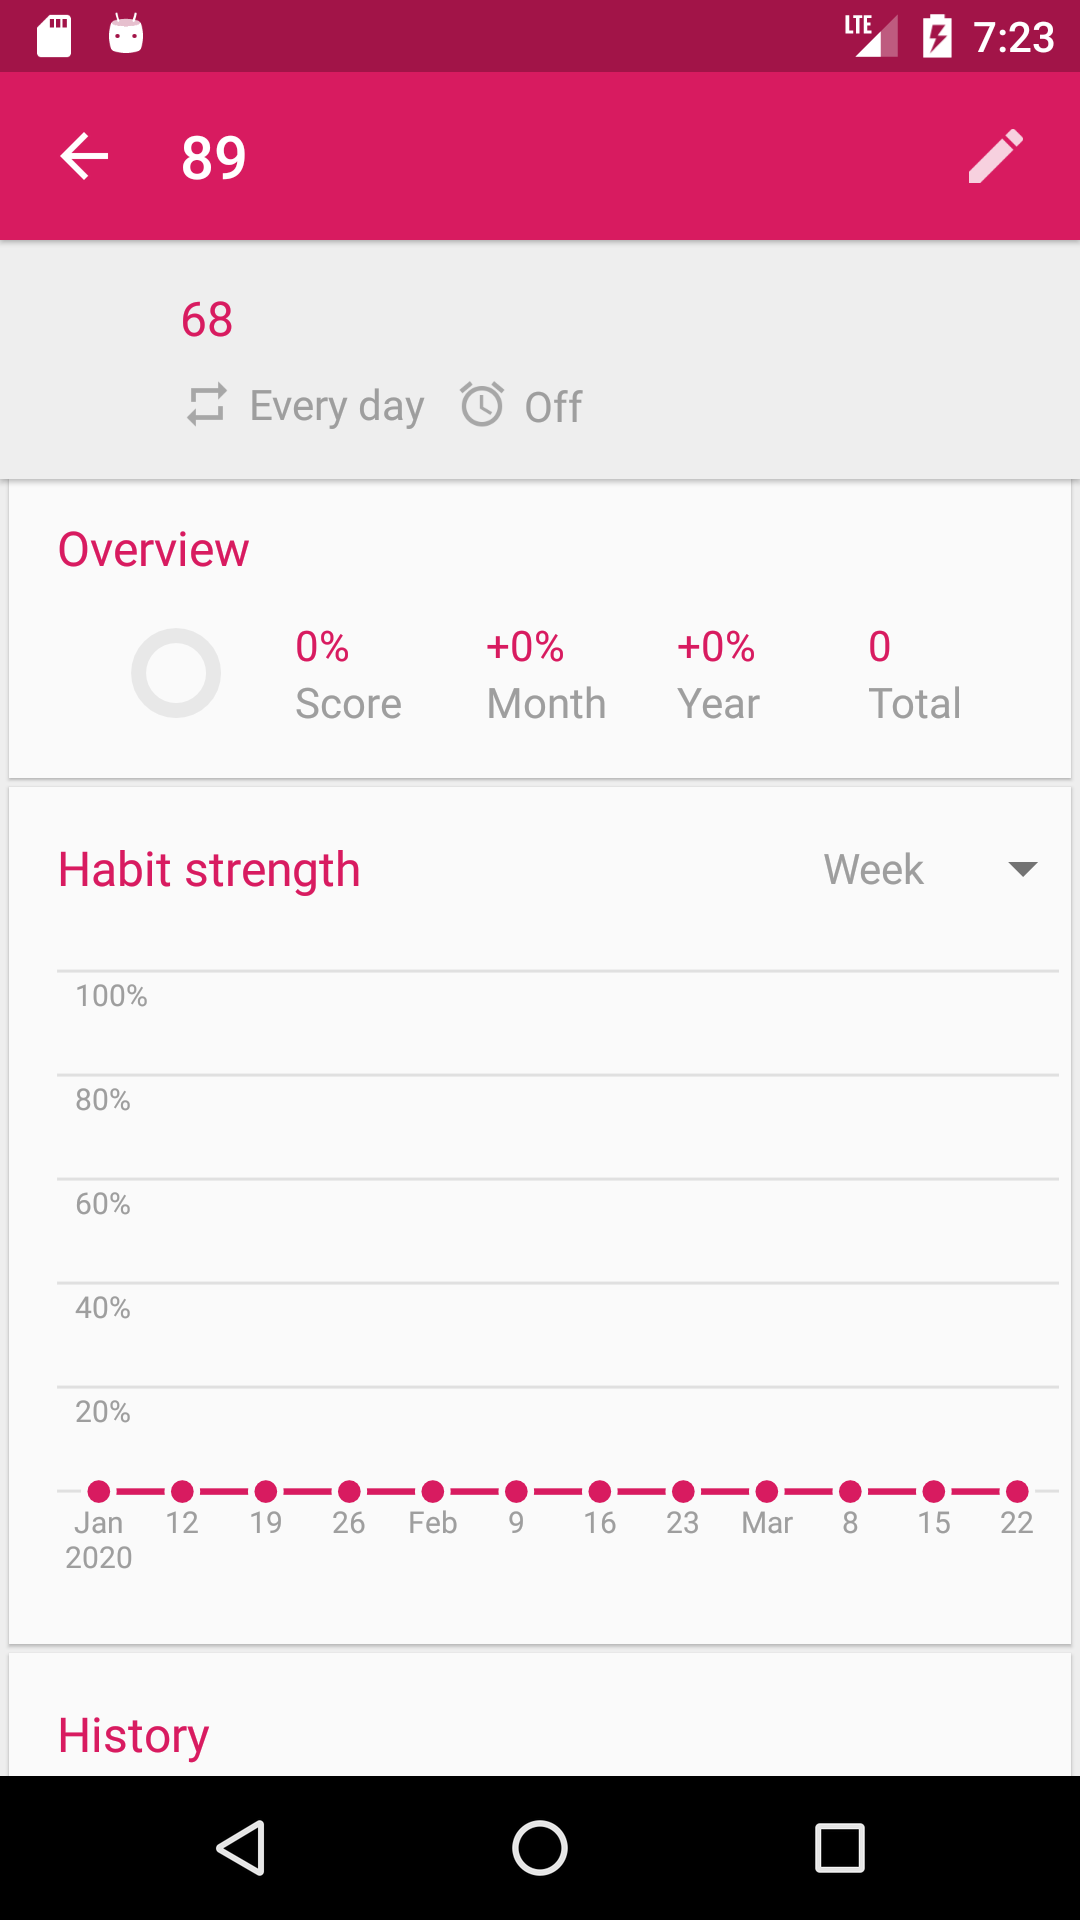 LTE 7:23
89
68
Every day Off
Overview
0% +0% +0% 0
Score Month Year Total
Habit strength Week
100%
80%
60%
40%
20%
Jan 12 19 26 Feb 9 16 23 Mar 8 15 22
2020
History